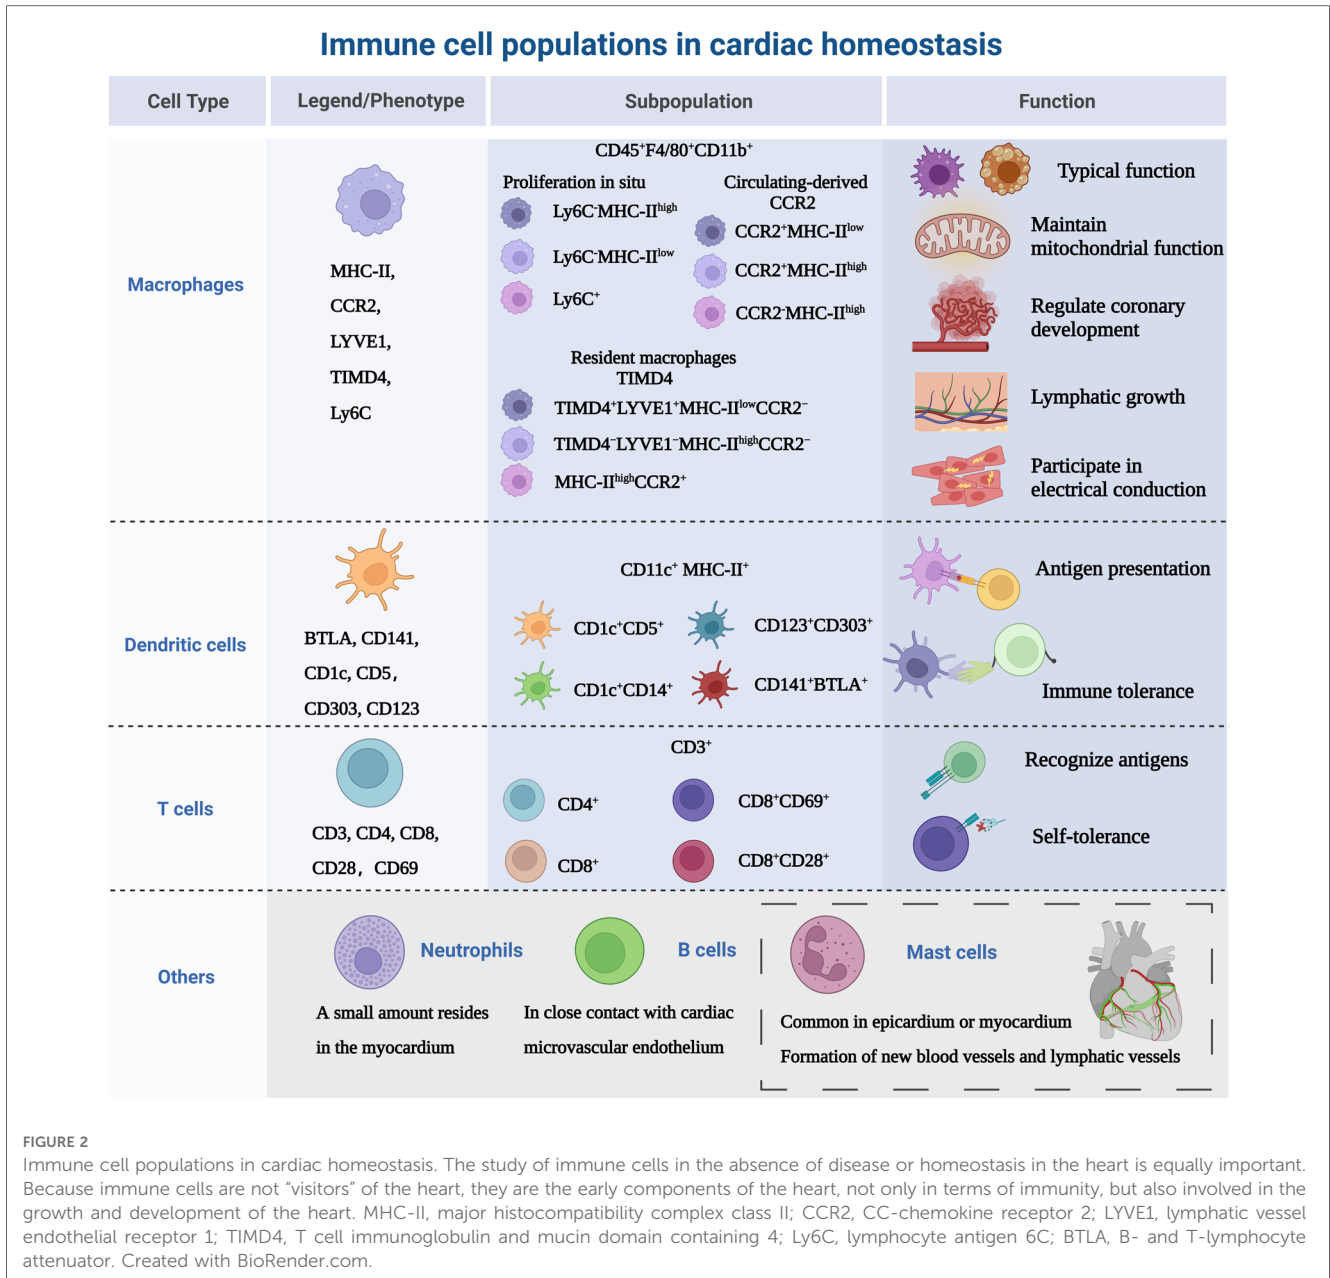 Immune cell populations in cardiac homeostasis
Cell Type
Legend/Phenotype
Subpopulation
Function
Macrophages
MHC-II,
CCR2,
LYVE1,
TIMD4,
Ly6C
CD45⁺F4/80⁺CD11b⁺
Proliferation in situ
Ly6C⁻MHC-IIʰⁱᵍʰ
Ly6C⁻MHC-IIˡᵒʷ
Ly6C⁺
Circulating-derived
CCR2
CCR2⁺MHC-IIˡᵒʷ
CCR2⁺MHC-IIʰⁱᵍʰ
CCR2⁻MHC-IIʰⁱᵍʰ
Resident macrophages
TIMD4
TIMD4⁺LYVE1⁺MHC-IIˡᵒʷCCR2⁻
TIMD4⁻LYVE1⁻MHC-IIʰⁱᵍʰCCR2⁻
MHC-IIʰⁱᵍʰCCR2⁺
Typical function
Maintain
mitochondrial function
Regulate coronary
development
Lymphatic growth
Participate in
electrical conduction
Dendritic cells
BTLA, CD141,
CD1c, CD5,
CD303, CD123
CD11c⁺ MHC-II⁺
CD1c⁺CD5⁺
CD123⁺CD303⁺
CD1c⁺CD14⁺
CD141⁺BTLA⁺
Antigen presentation
Immune tolerance
T cells
CD3, CD4, CD8,
CD28, CD69
CD3⁺
CD4⁺
CD8⁺CD69⁺
CD8⁺
CD8⁺CD28⁺
Recognize antigens
Self-tolerance
Others
Neutrophils
A small amount resides
in the myocardium
B cells
In close contact with cardiac
microvascular endothelium
Mast cells
Common in epicardium or myocardium
Formation of new blood vessels and lymphatic vessels
FIGURE 2
Immune cell populations in cardiac homeostasis. The study of immune cells in the absence of disease or homeostasis in the heart is equally important.
Because immune cells are not “visitors” of the heart, they are the early components of the heart, not only in terms of immunity, but also involved in the
growth and development of the heart. MHC-II, major histocompatibility complex class II; CCR2, CC-chemokine receptor 2; LYVE1, lymphatic vessel
endothelial receptor 1; TIMD4, T cell immunoglobulin and mucin domain containing 4; Ly6C, lymphocyte antigen 6C; BTLA, B- and T-lymphocyte
attenuator. Created with BioRender.com.